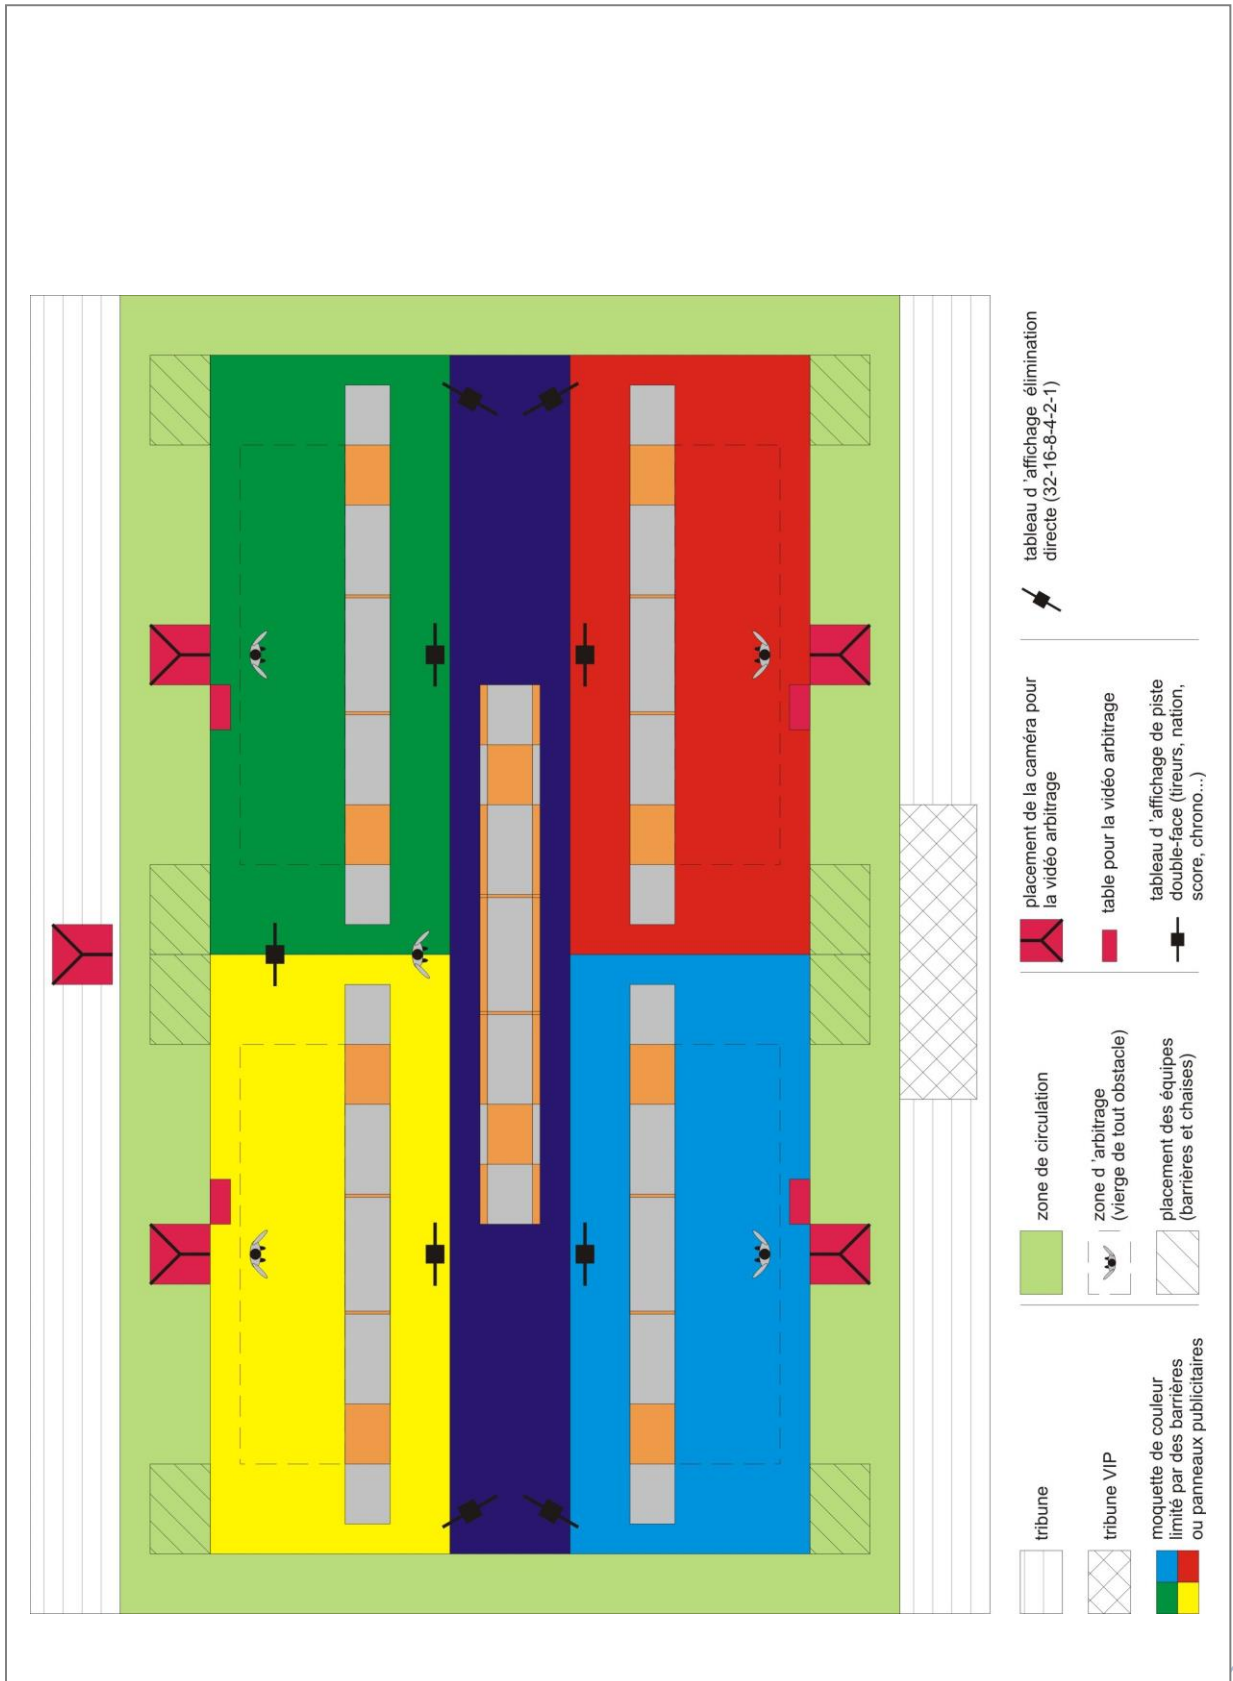 tribune
tribune VIP
moquette de couleur
limité par des barrières
ou panneaux publicitaires
zone de circulation
zone d 'arbitrage
(vierge de tout obstacle)
placement des équipes
(barrières et chaises)
placement de la caméra pour
la vidéo arbitrage
table pour la vidéo arbitrage
tableau d 'affichage de piste
double-face (tireurs, nation,
score, chrono...)
tableau d 'affichage élimination
directe (32-16-8-4-2-1)